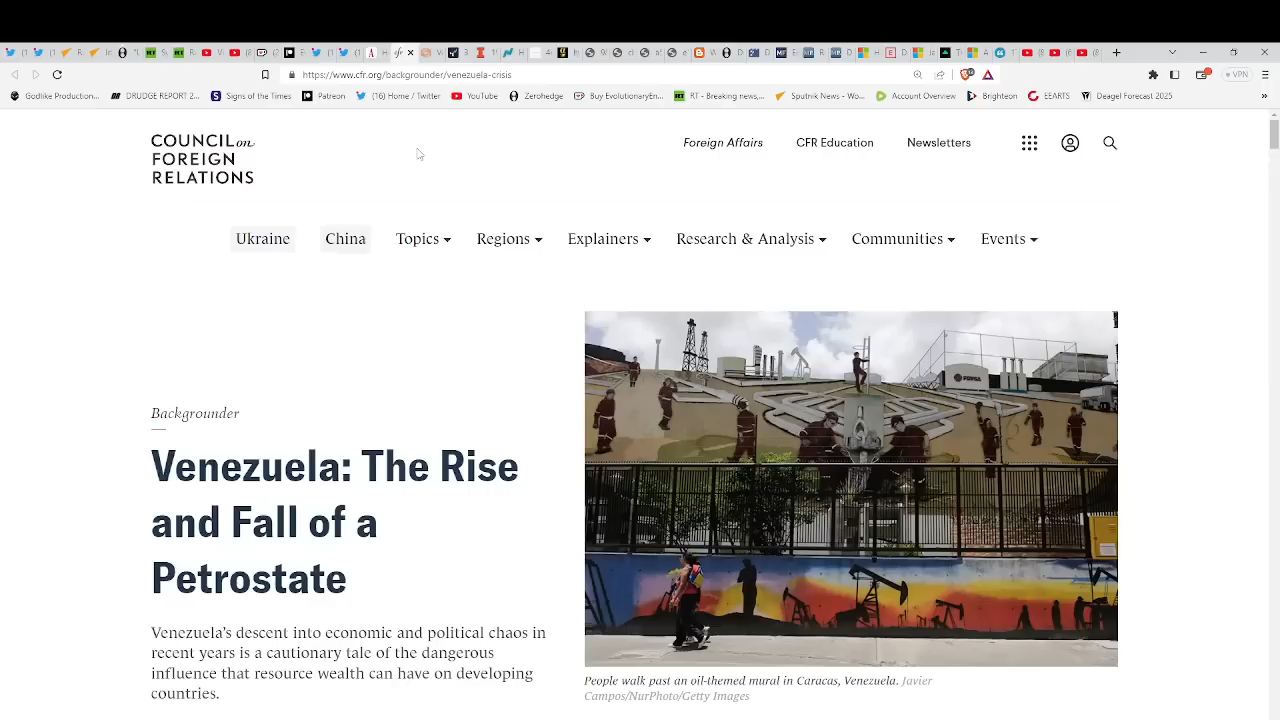 https://www.cfr.org/backgrounder/venezuela-crisis
VPN
Godlike Production...
DRUDGE REPORT 2...
Signs of the Times
Patreon
(16) Home / Twitter
YouTube
Zerohedge
Buy EvolutionaryEn...
RT - Breaking news,...
Sputnik News - Wo...
Account Overview
Brighteon
EEARTS
Deagel Forecast 2025
»
COUNCIL on
FOREIGN
RELATIONS
Foreign Affairs
CFR Education
Newsletters
Ukraine
China
Topics
Regions
Explainers
Research & Analysis
Communities
Events
Backgrounder
Venezuela: The Rise
and Fall of a
Petrostate
Venezuela's descent into economic and political chaos in
recent years is a cautionary tale of the dangerous
influence that resource wealth can have on developing
countries.
People walk past an oil-themed mural in Caracas, Venezuela. Javier
Campos/NurPhoto/Getty Images